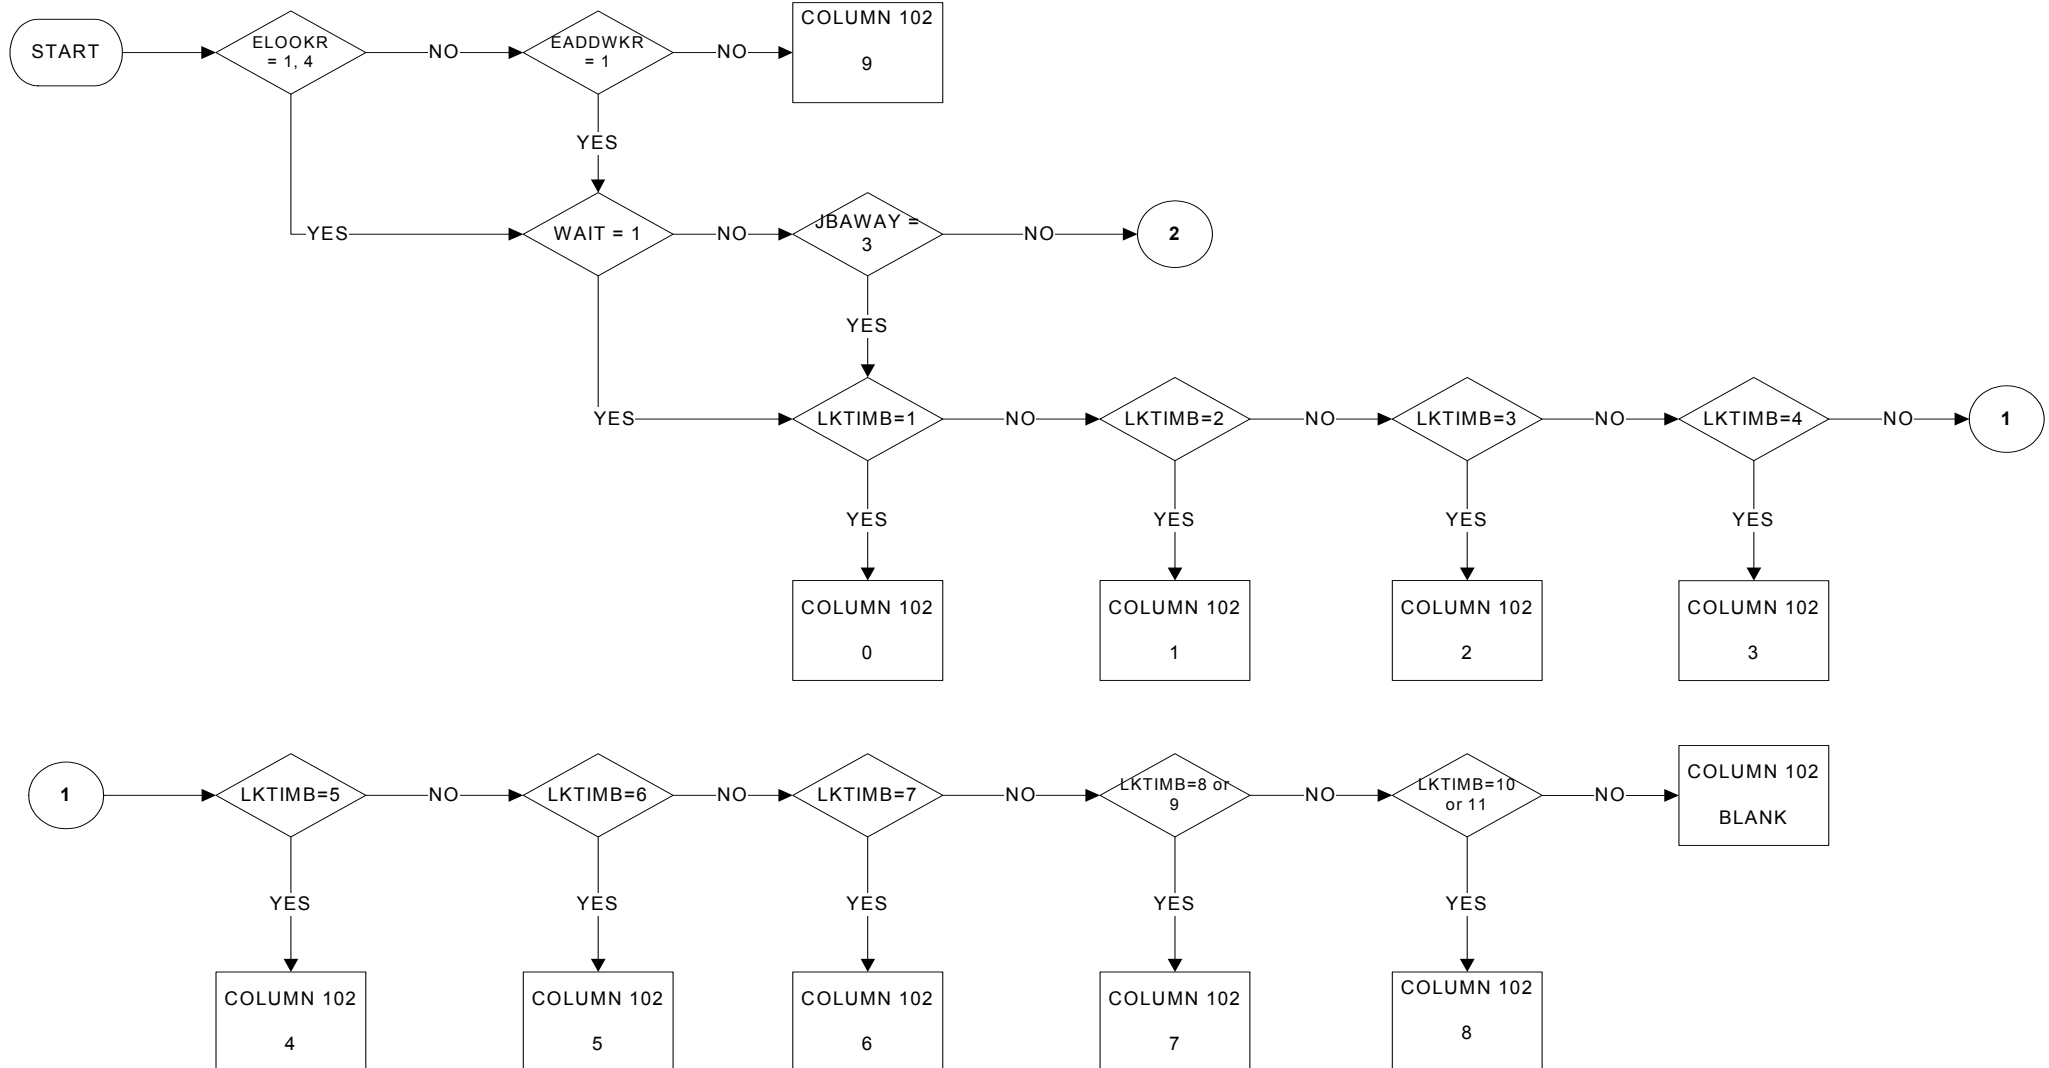 START
ELOOKR
= 1, 4
NO
EADDWKR
= 1
NO
COLUMN 102
9
YES
YES
WAIT = 1
NO
JBAWAY =
3
NO
2
YES
YES
LKTIMB=1
NO
LKTIMB=2
NO
LKTIMB=3
NO
LKTIMB=4
NO
1
YES
YES
YES
YES
COLUMN 102
0
COLUMN 102
1
COLUMN 102
2
COLUMN 102
3
1
LKTIMB=5
NO
LKTIMB=6
NO
LKTIMB=7
NO
LKTIMB=8 or
9
NO
LKTIMB=10
or 11
NO
COLUMN 102
BLANK
YES
YES
YES
YES
YES
COLUMN 102
4
COLUMN 102
5
COLUMN 102
6
COLUMN 102
7
COLUMN 102
8